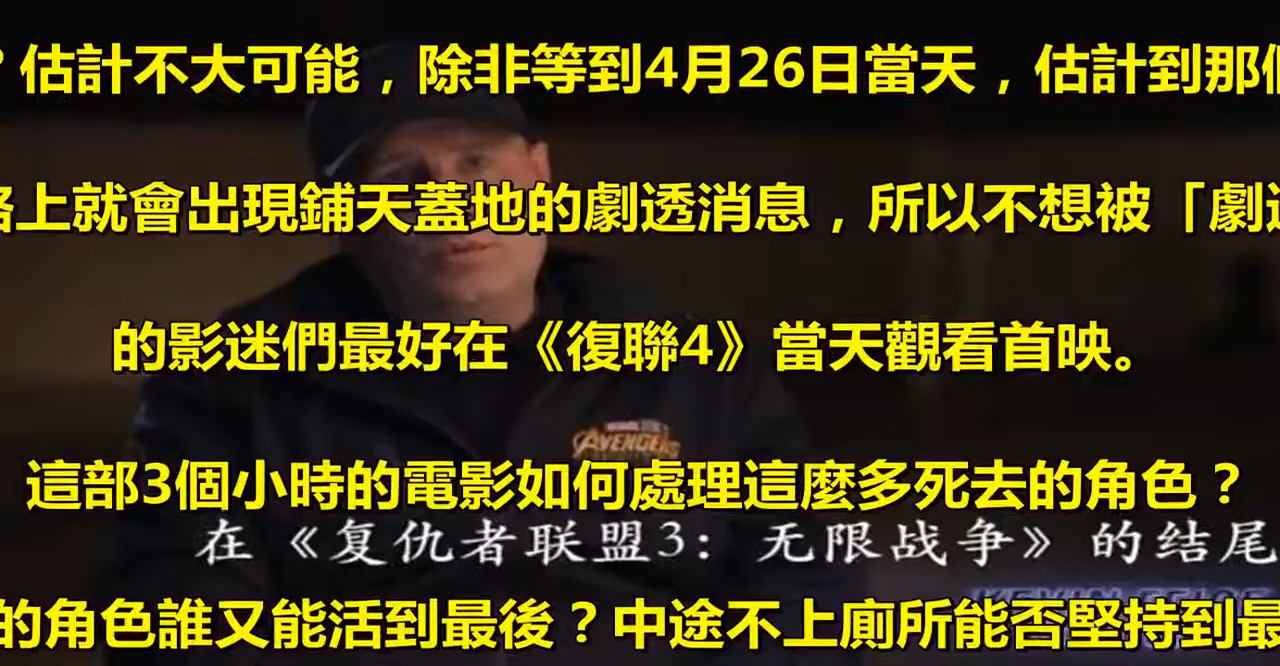 ？估計不大可能，除非等到4月26日當天，估計到那
上就會出現鋪天蓋地的劇透消息，所以不想被「劇
的影迷們最好在《復聯4》當天觀看首映。
AVENGERS
這部3個小時的電影如何處理這麼多死去的角色？
在《复仇者联盟3：无限战争》的结尾
的角色誰又能活到最後？中途不上廁所能否堅持到最